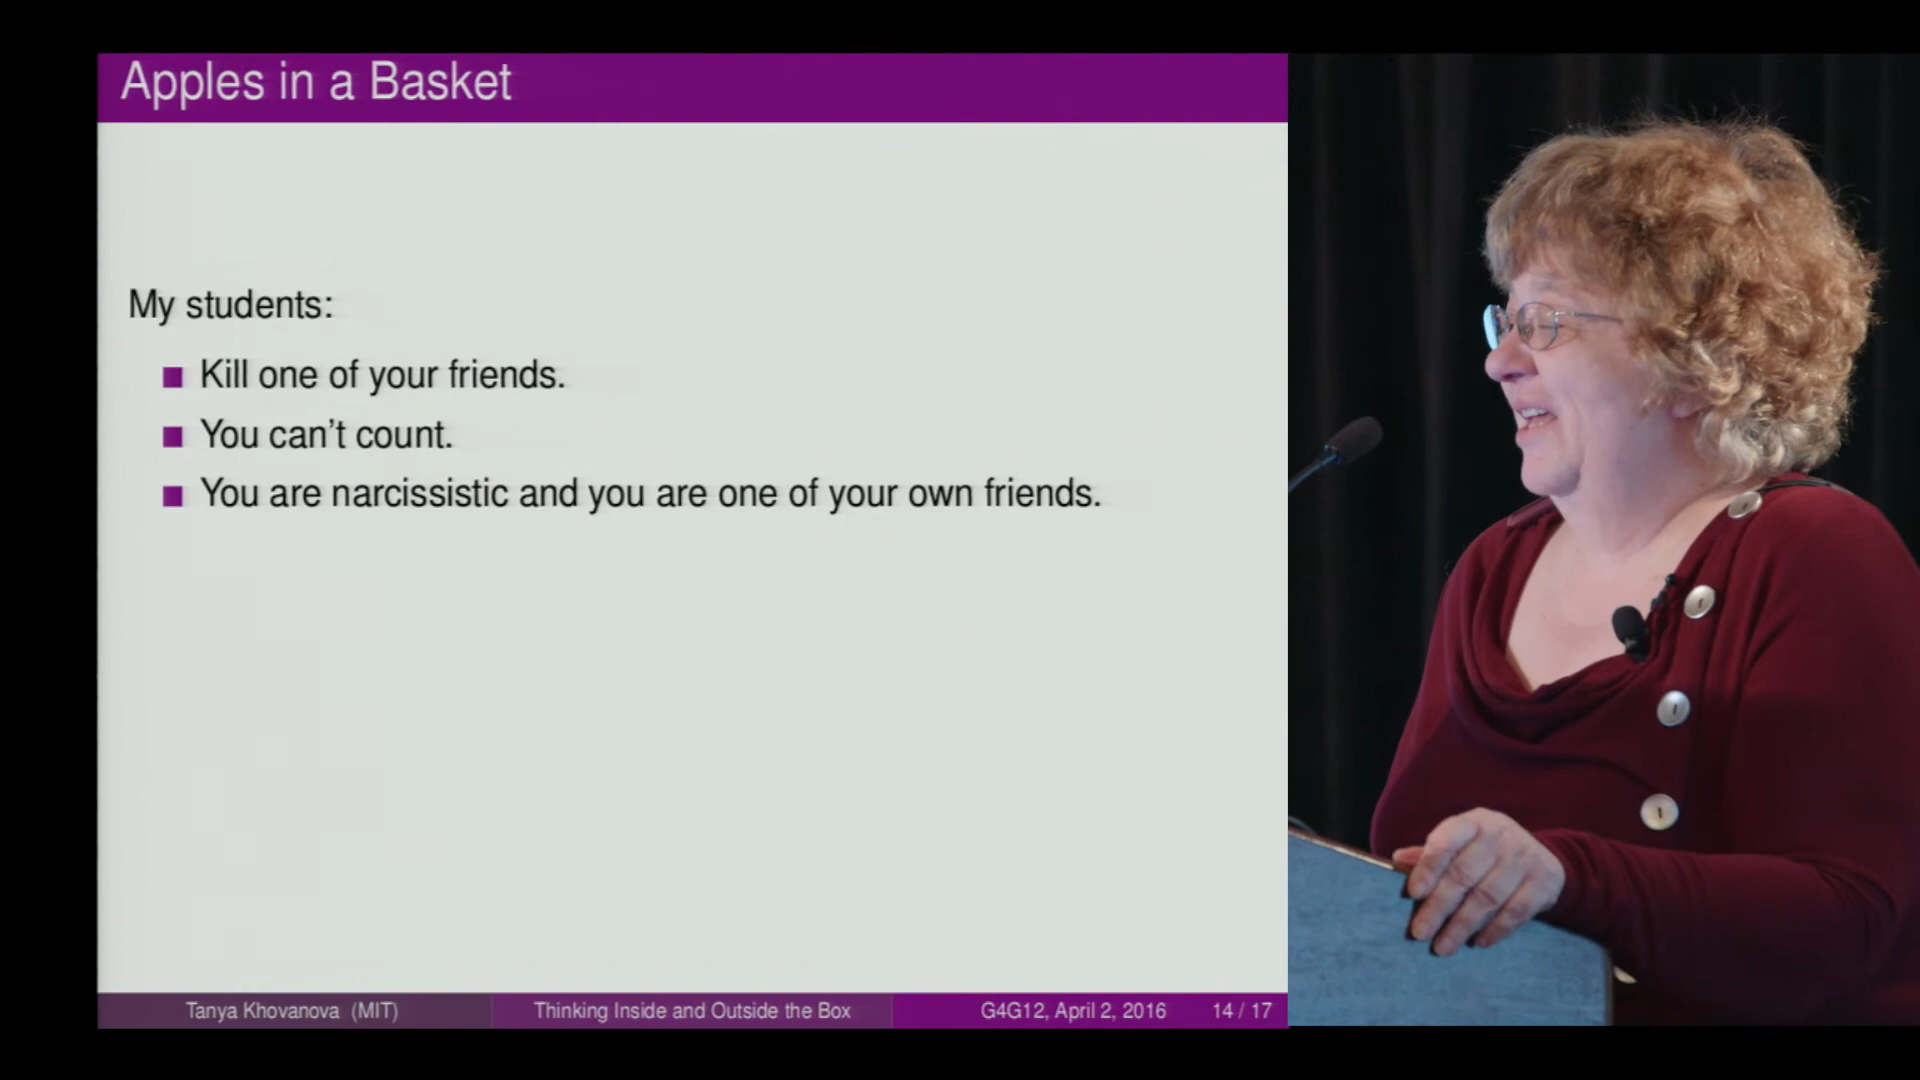 Apples in a Basket
My students:
Kill one of your friends.
You can't count.
You are narcissistic and you are one of your own friends.
Tanya Khovanova (MIT)
Thinking Inside and Outside the Box
G4G12, April 2, 2016
14 / 17